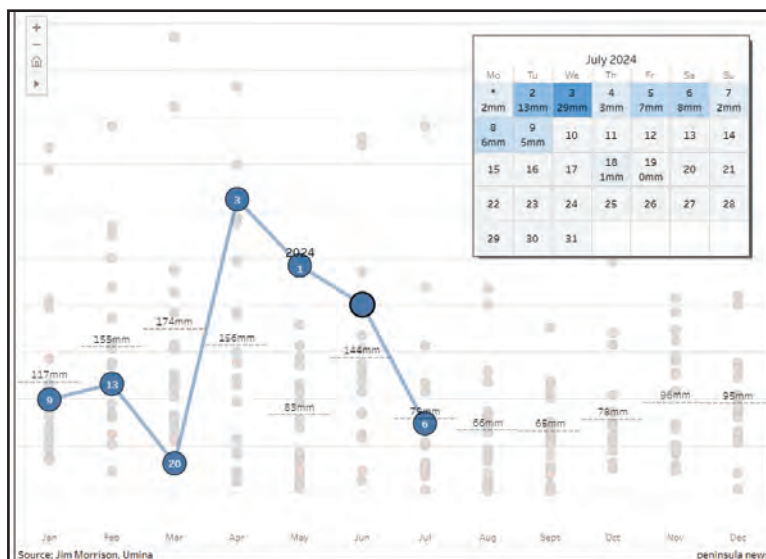 +
−
July 2024
Mo Tu We Th Fr Sa Su
* 2 3 4 5 6 7
2mm 13mm 29mm 3mm 7mm 8mm 2mm
8 9 10 11 12 13 14
6mm 5mm
15 16 17 18 19 20 21
1mm 0mm
22 23 24 25 26 27 28
29 30 31
3
2024
1
174mm
155mm
156mm
144mm
117mm
9
13
83mm
75mm
6
66mm
65mm
78mm
96mm
95mm
20
Jan Feb Mar Apr May Jun Jul Aug Sept Oct Nov Dec
Source: Jim Morrison, Umina
peninsula new